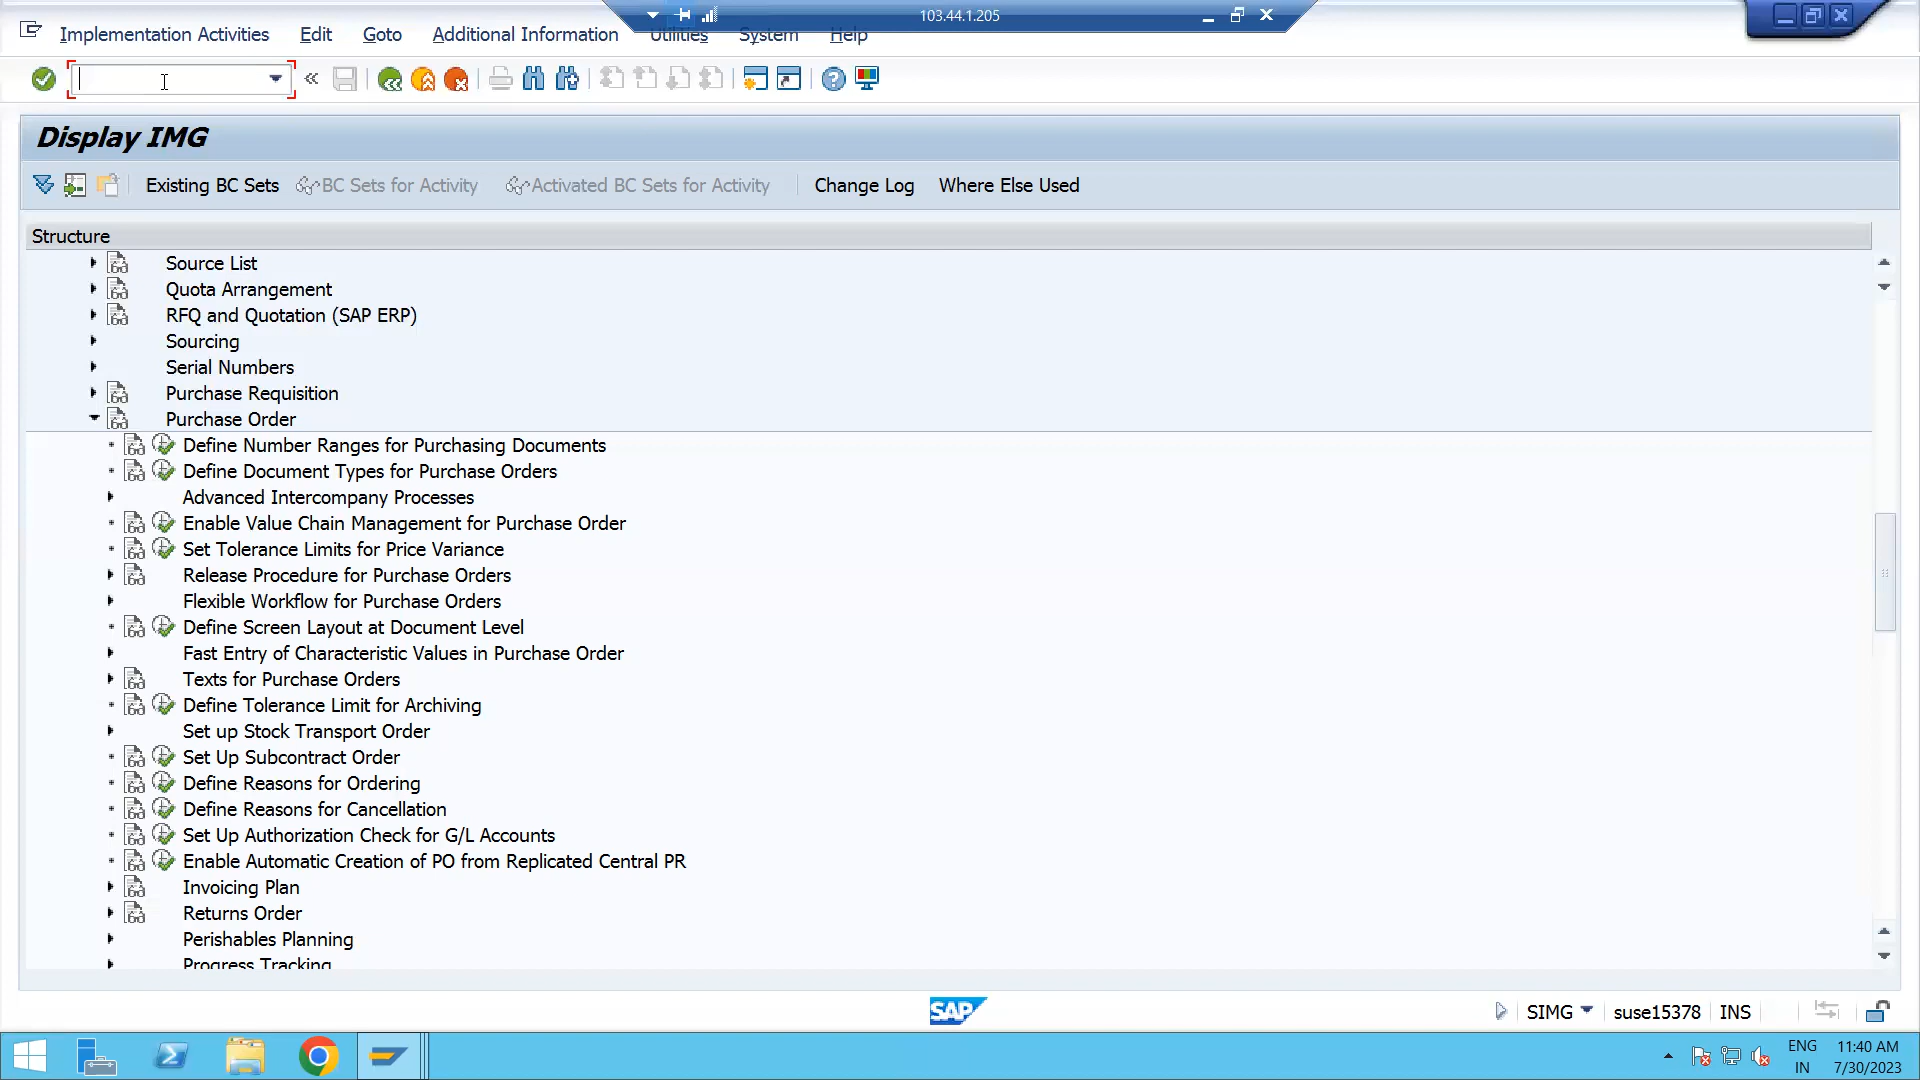 103.44.1.205
Implementation Activities Edit Goto Additional Information Utilities System Help
Display IMG
Existing BC Sets BC Sets for Activity Activated BC Sets for Activity Change Log Where Else Used
Structure
Source List
Quota Arrangement
RFQ and Quotation (SAP ERP)
Sourcing
Serial Numbers
Purchase Requisition
Purchase Order
Define Number Ranges for Purchasing Documents
Define Document Types for Purchase Orders
Advanced Intercompany Processes
Enable Value Chain Management for Purchase Order
Set Tolerance Limits for Price Variance
Release Procedure for Purchase Orders
Flexible Workflow for Purchase Orders
Define Screen Layout at Document Level
Fast Entry of Characteristic Values in Purchase Order
Texts for Purchase Orders
Define Tolerance Limit for Archiving
Set up Stock Transport Order
Set Up Subcontract Order
Define Reasons for Ordering
Define Reasons for Cancellation
Set Up Authorization Check for G/L Accounts
Enable Automatic Creation of PO from Replicated Central PR
Invoicing Plan
Returns Order
Perishables Planning
Progress Tracking
SAP SIMG suse15378 INS
ENG 11:40 AM
IN 7/30/2023